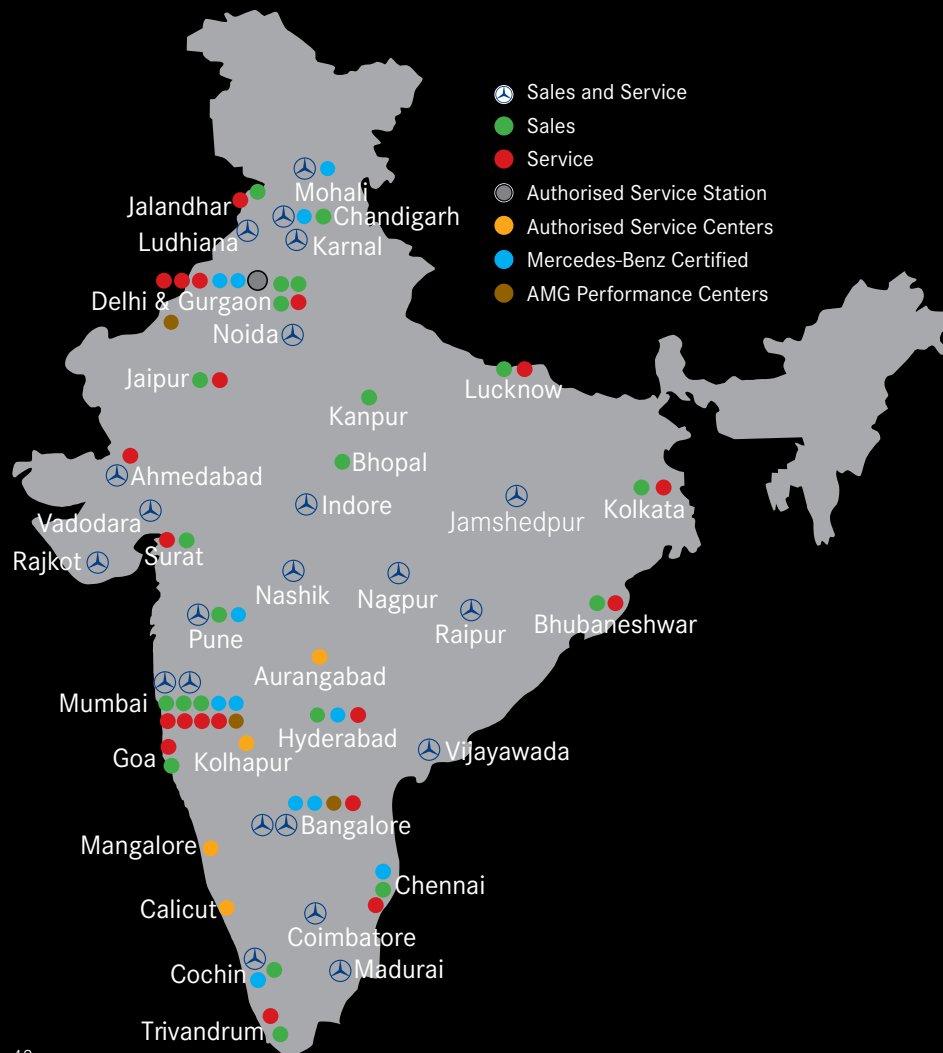 Sales and Service
Sales
Service
Authorised Service Station
Authorised Service Centers
Mercedes-Benz Certified
AMG Performance Centers
Mohali
Jalandhar
Chandigarh
Ludhiana
Karnal
Delhi & Gurgaon
Noida
Jaipur
Lucknow
Kanpur
Bhopal
Ahmedabad
Indore
Jamshedpur
Kolkata
Vadodara
Surat
Rajkot
Nashik
Nagpur
Raipur
Bhubaneshwar
Pune
Aurangabad
Mumbai
Hyderabad
Vijayawada
Goa
Kolhapur
Bangalore
Mangalore
Chennai
Calicut
Coimbatore
Cochin
Madurai
Trivandrum